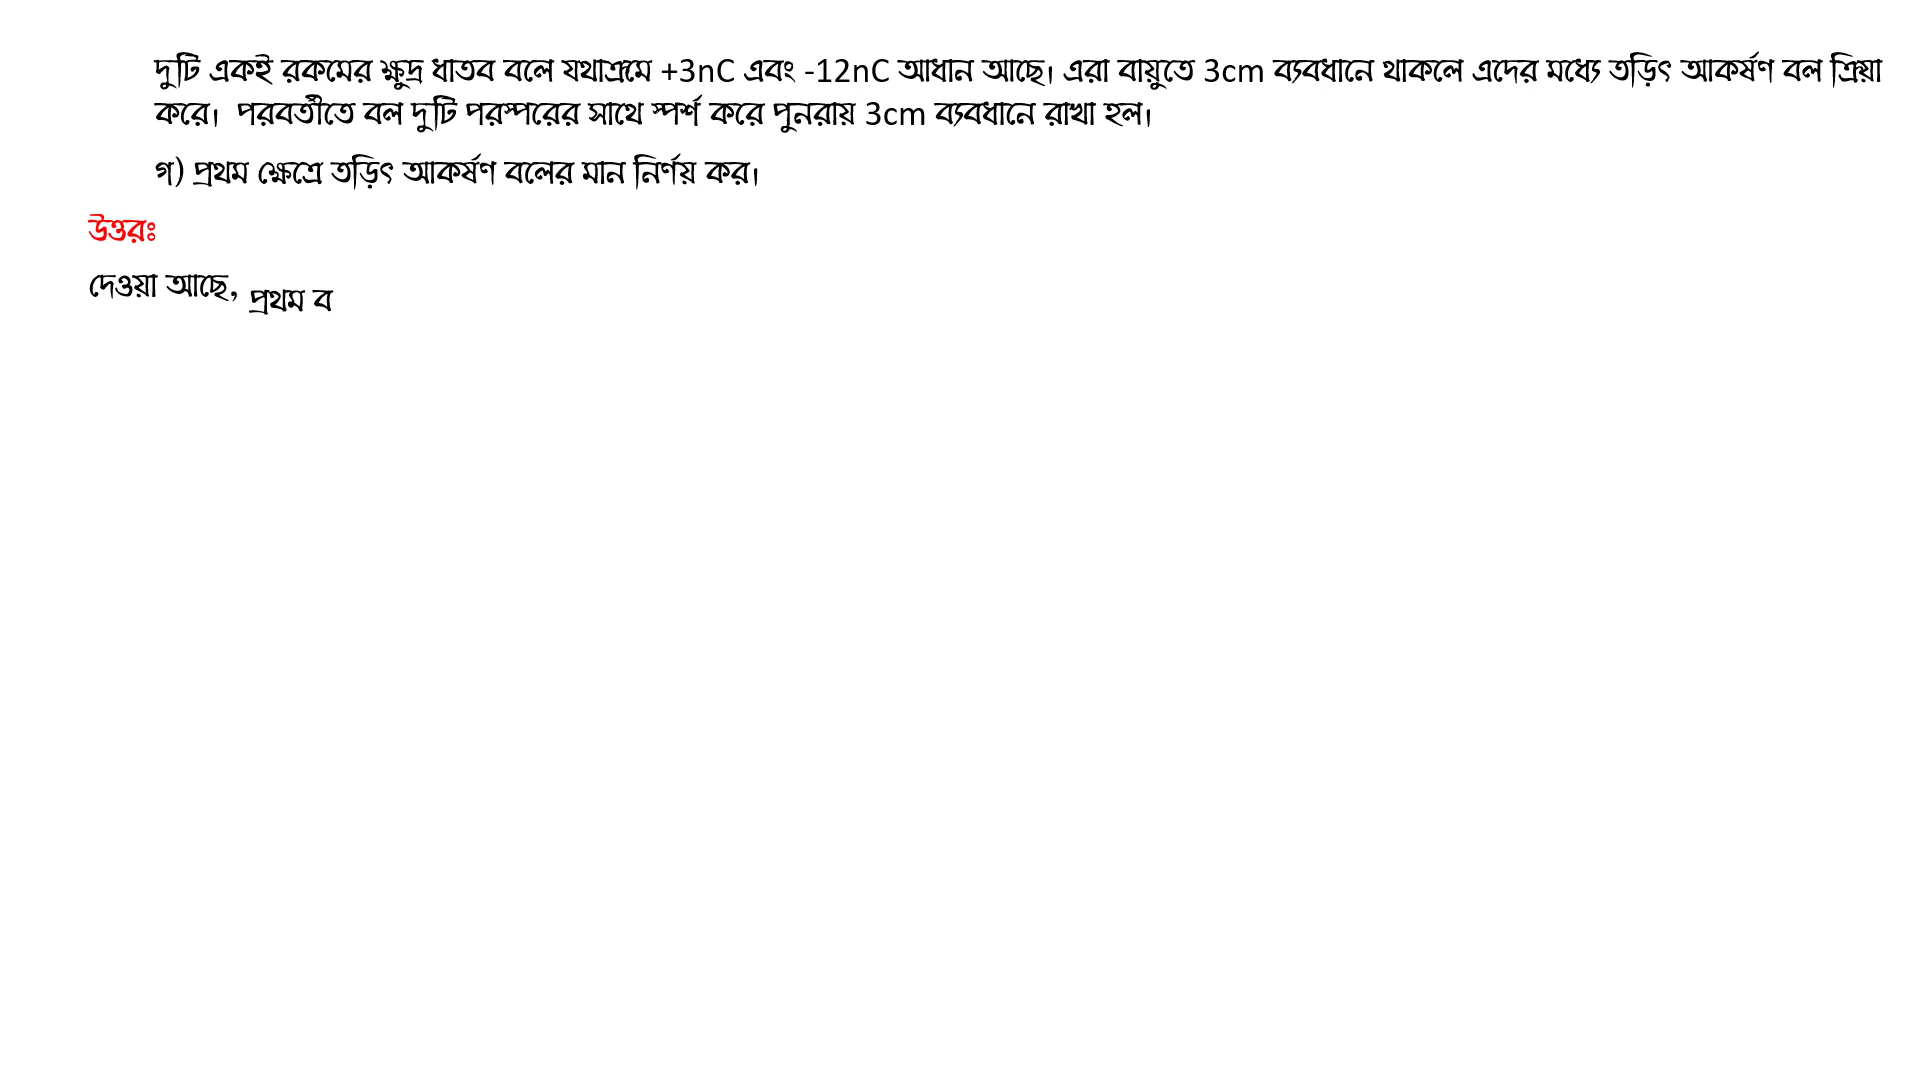 দুটি একই রকমের ক্ষুদ্র ধাতব বলে যথাক্রমে +3nC এবং -12nC আধান আছে। এরা বায়ুতে 3cm ব্যবধানে থাকলে এদের মধ্যে তড়িৎ আকর্ষণ বল ক্রিয়া
করে। পরবর্তীতে বল দুটি পরস্পরের সাথে স্পর্শ করে পুনরায় 3cm ব্যবধানে রাখা হল।
গ) প্রথম ক্ষেত্রে তড়িৎ আকর্ষণ বলের মান নির্ণয় কর।
উত্তরঃ
দেওয়া আছে, প্রথম ব